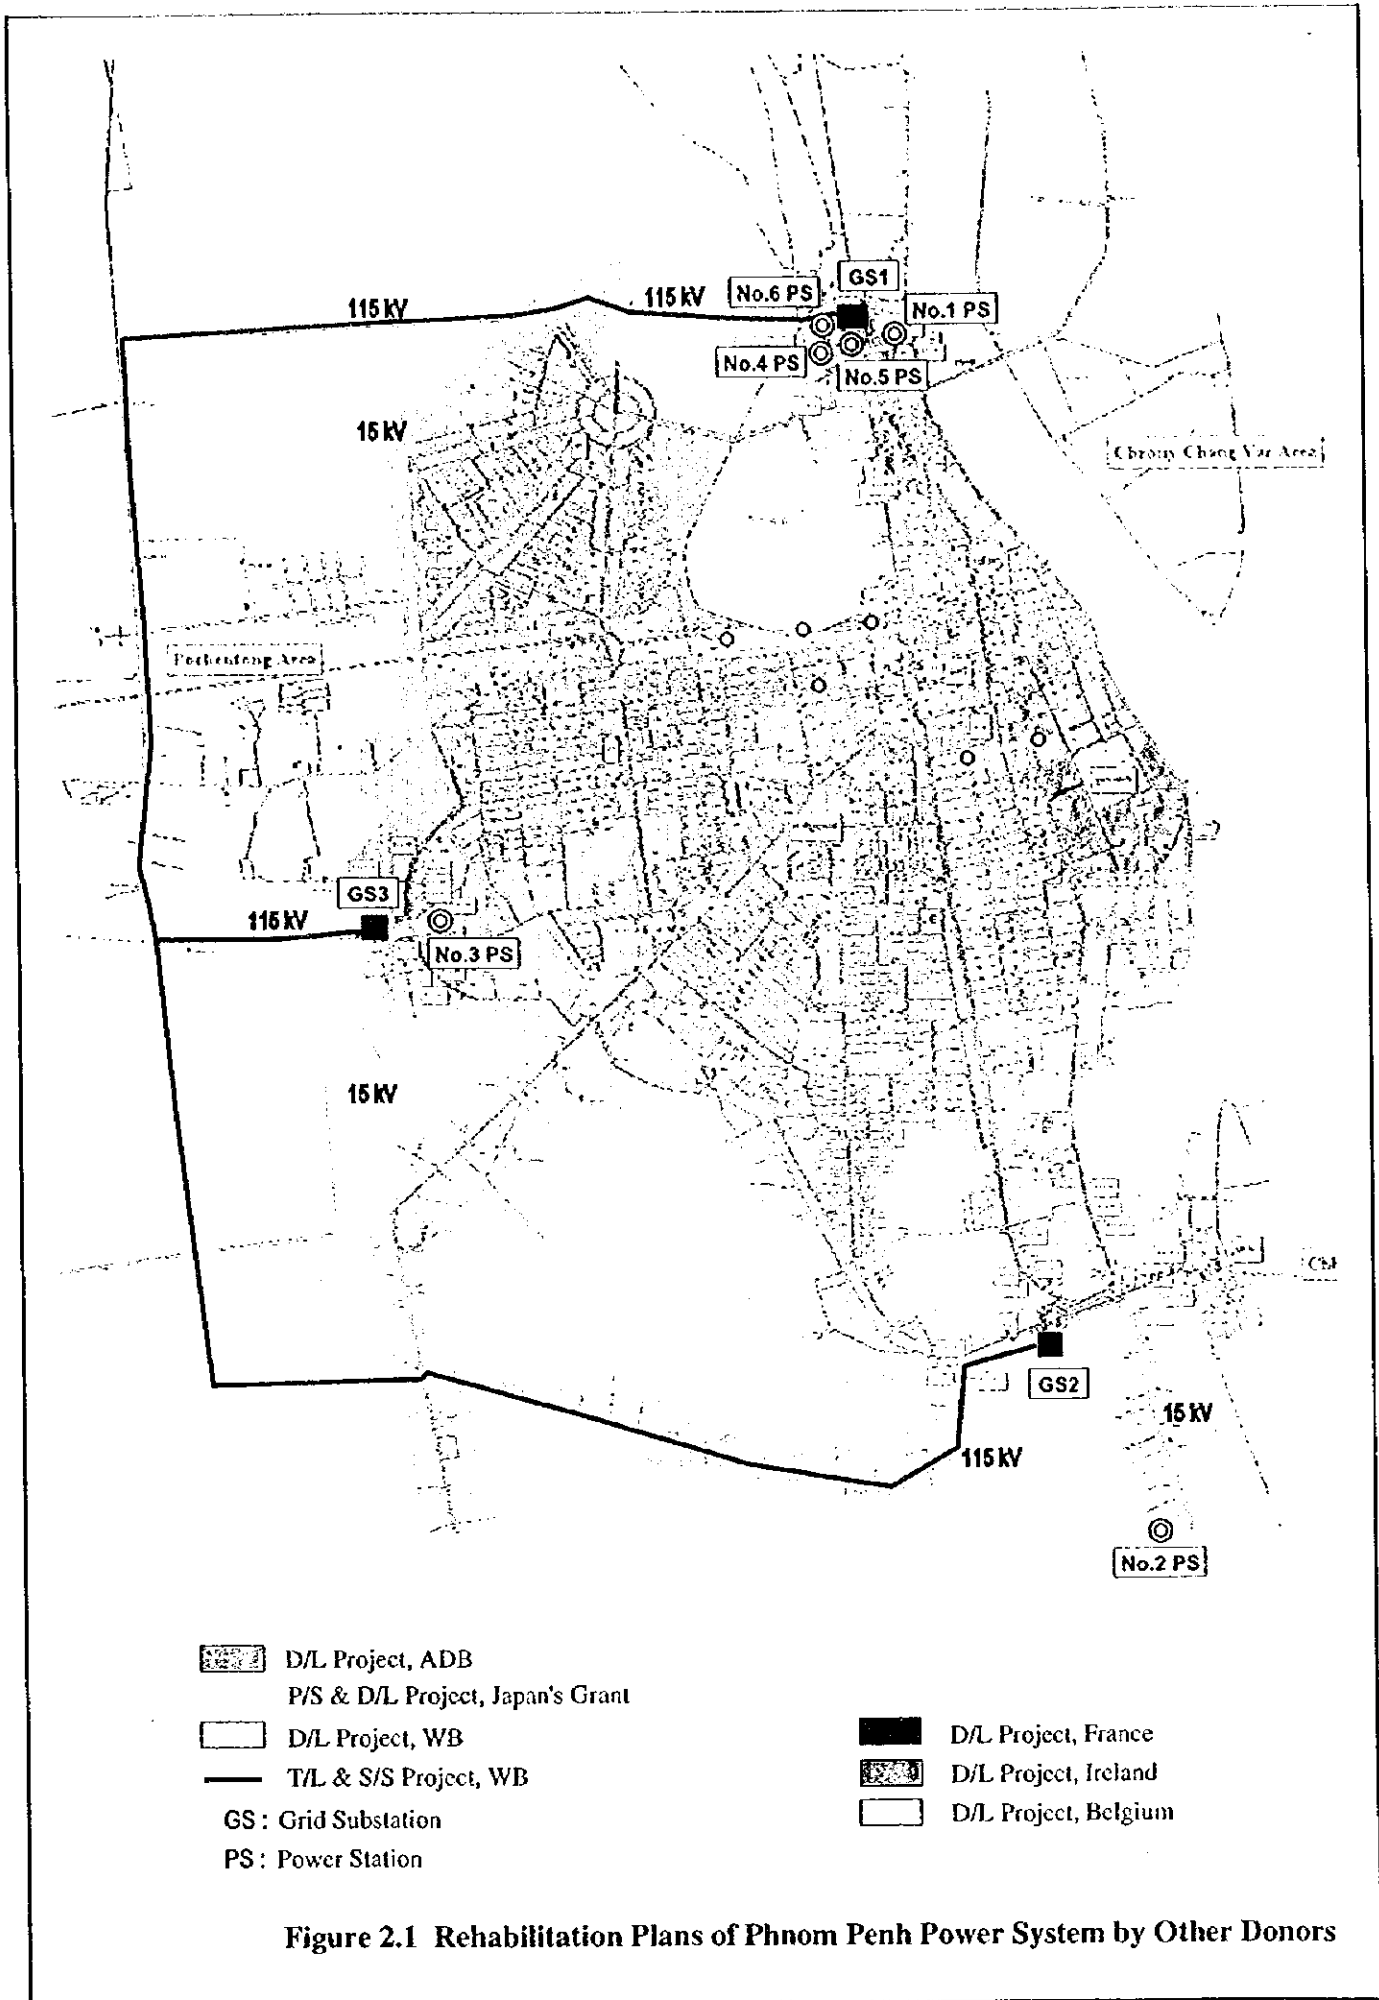 GS1
No.6 PS
115 kV
115 kV
No.1 PS
No.4 PS
No.5 PS
15 kV
Chrouy Chang Var Area
Pochentong Area
GS3
115 kV
No.3 PS
15 kV
GS2
15 kV
115 kV
No.2 PS
D/L Project, ADB
P/S & D/L Project, Japan's Grant
D/L Project, WB
D/L Project, France
T/L & S/S Project, WB
D/L Project, Ireland
GS : Grid Substation
D/L Project, Belgium
PS : Power Station
Figure 2.1 Rehabilitation Plans of Phnom Penh Power System by Other Donors